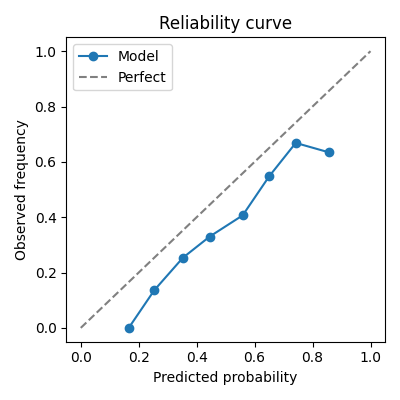 Reliability curve
Model
Perfect
Observed frequency
1.0
0.8
0.6
0.4
0.2
0.0
0.0 0.2 0.4 0.6 0.8 1.0
Predicted probability